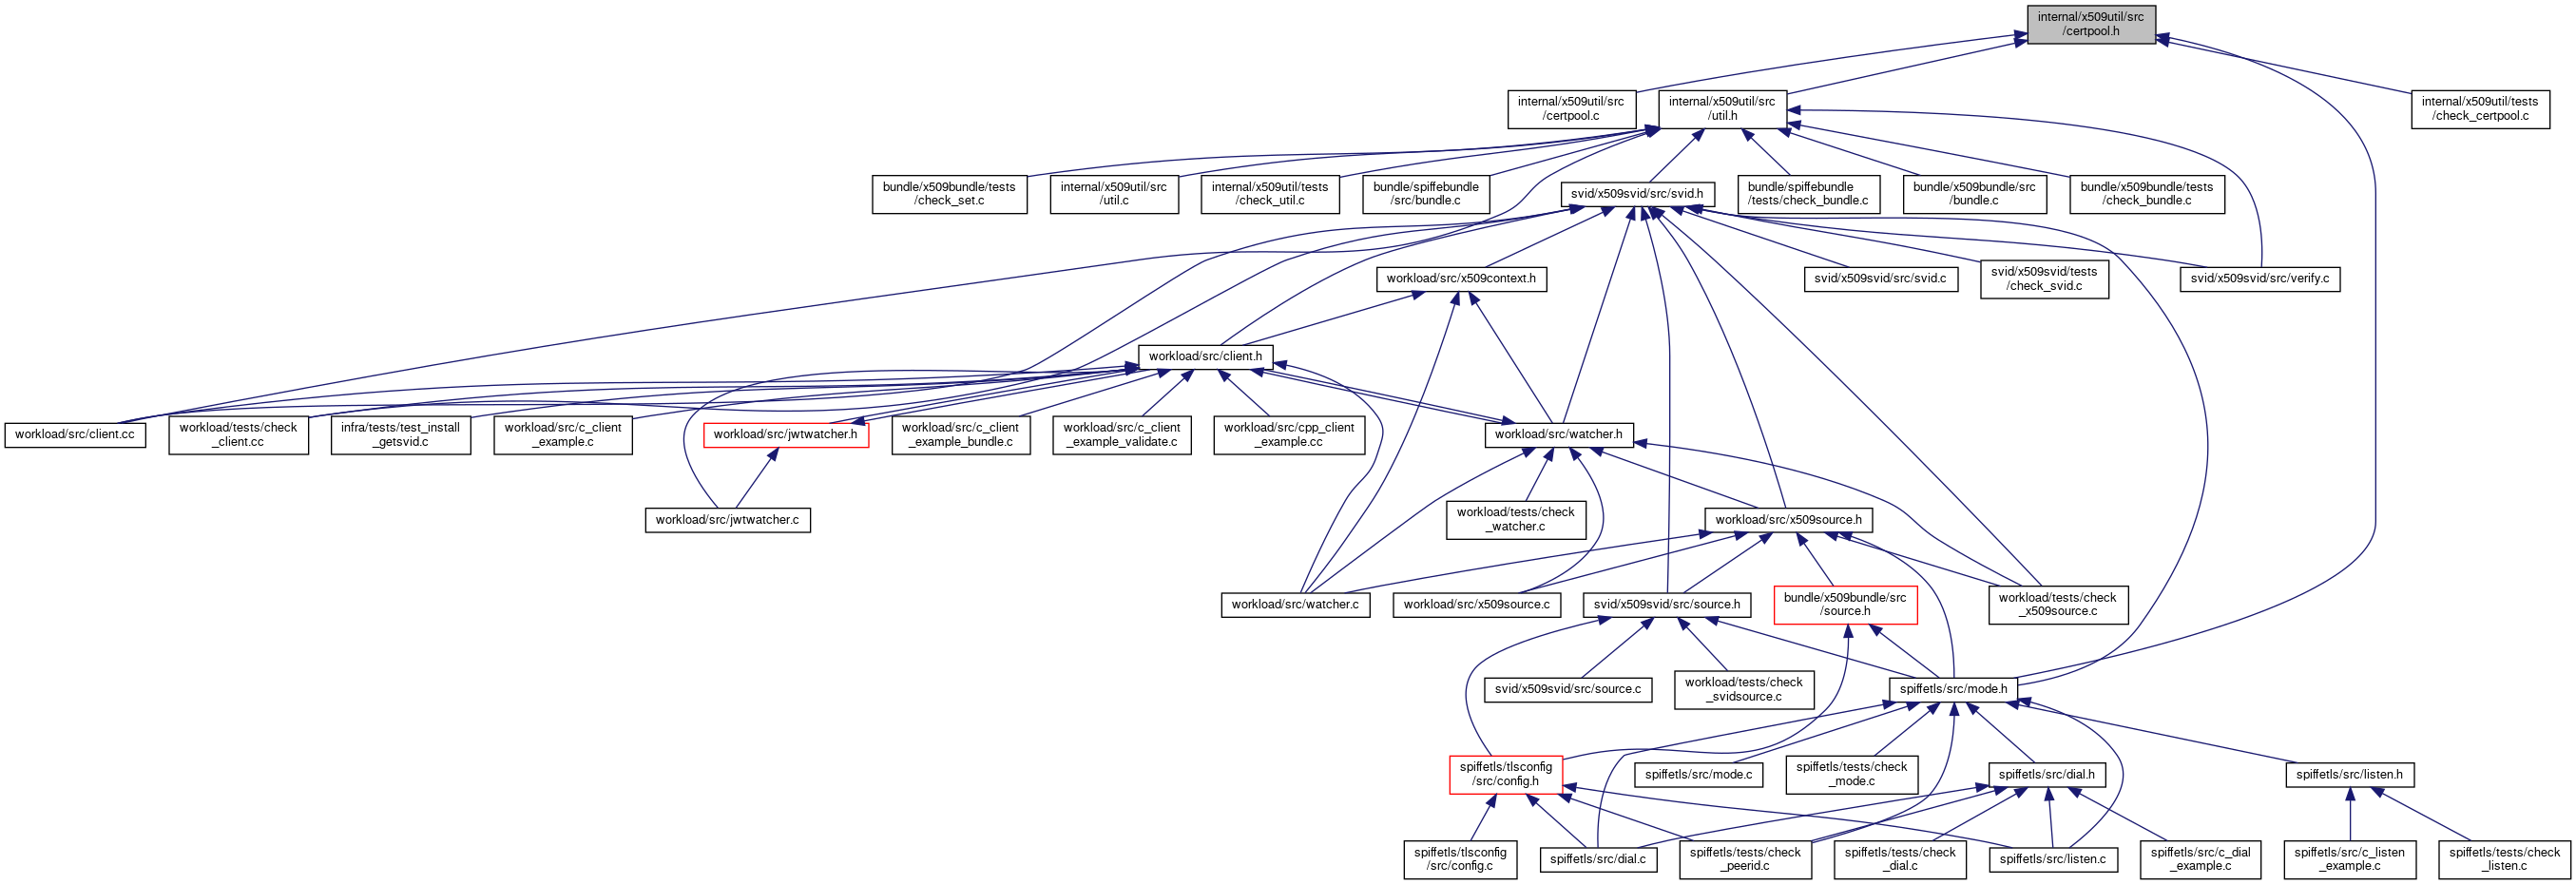 internal/x509util/src
/certpool.h
internal/x509util/src
/certpool.c
internal/x509util/src
/util.h
internal/x509util/tests
/check_certpool.c
bundle/x509bundle/tests
/check_set.c
internal/x509util/src
/util.c
internal/x509util/tests
/check_util.c
bundle/spiffebundle
/src/bundle.c
svid/x509svid/src/svid.h
bundle/spiffebundle
/tests/check_bundle.c
bundle/x509bundle/src
/bundle.c
bundle/x509bundle/tests
/check_bundle.c
workload/src/x509context.h
svid/x509svid/src/svid.c
svid/x509svid/tests
/check_svid.c
svid/x509svid/src/verify.c
workload/src/client.h
workload/src/client.cc
workload/tests/check
_client.cc
infra/tests/test_install
_getsvid.c
workload/src/c_client
_example.c
workload/src/jwtwatcher.h
workload/src/c_client
_example_bundle.c
workload/src/c_client
_example_validate.c
workload/src/cpp_client
_example.cc
workload/src/watcher.h
workload/src/jwtwatcher.c
workload/tests/check
_watcher.c
workload/src/x509source.h
workload/src/watcher.c
workload/src/x509source.c
svid/x509svid/src/source.h
bundle/x509bundle/src
/source.h
workload/tests/check
_x509source.c
svid/x509svid/src/source.c
workload/tests/check
_svidsource.c
spiffetls/src/mode.h
spiffetls/tlsconfig
/src/config.h
spiffetls/src/mode.c
spiffetls/tests/check
_mode.c
spiffetls/src/dial.h
spiffetls/src/listen.h
spiffetls/tlsconfig
/src/config.c
spiffetls/src/dial.c
spiffetls/tests/check
_peerid.c
spiffetls/tests/check
_dial.c
spiffetls/src/listen.c
spiffetls/src/c_dial
_example.c
spiffetls/src/c_listen
_example.c
spiffetls/tests/check
_listen.c